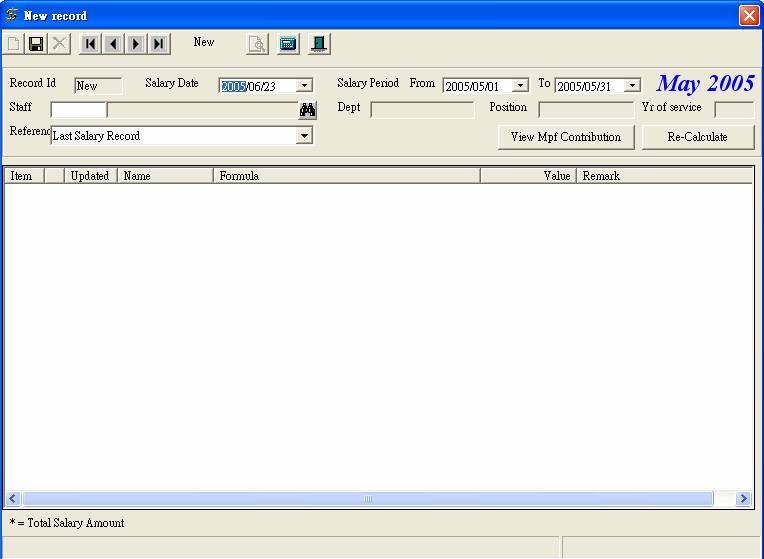 New record
New
Record Id New Salary Date 2005/06/23 Salary Period From 2005/05/01 To 2005/05/31 May 2005
Staff Dept Position Yr of service
Referenc Last Salary Record View Mpf Contribution Re-Calculate
Item Updated Name Formula Value Remark
* = Total Salary Amount